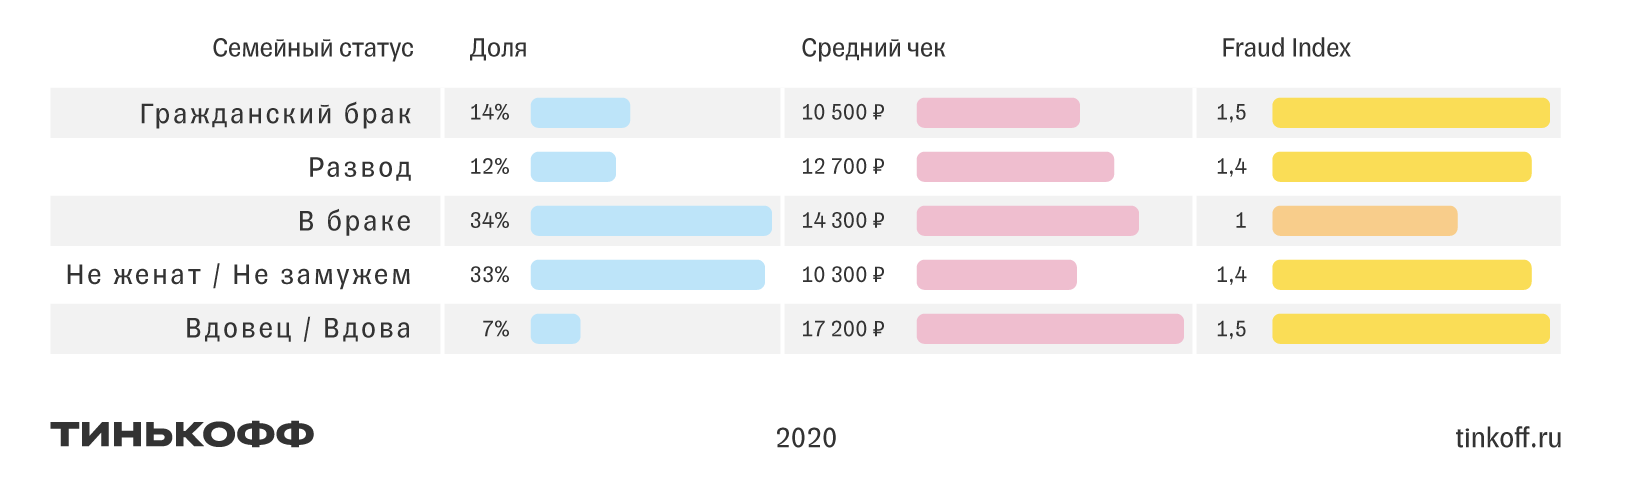 Семейный статус Доля Средний чек Fraud Index
Гражданский брак 14% 10 500 ₽ 1,5
Развод 12% 12 700 ₽ 1,4
В браке 34% 14 300 ₽ 1
Не женат / Не замужем 33% 10 300 ₽ 1,4
Вдовец / Вдова 7% 17 200 ₽ 1,5
ТИНЬКОФФ 2020 tinkoff.ru